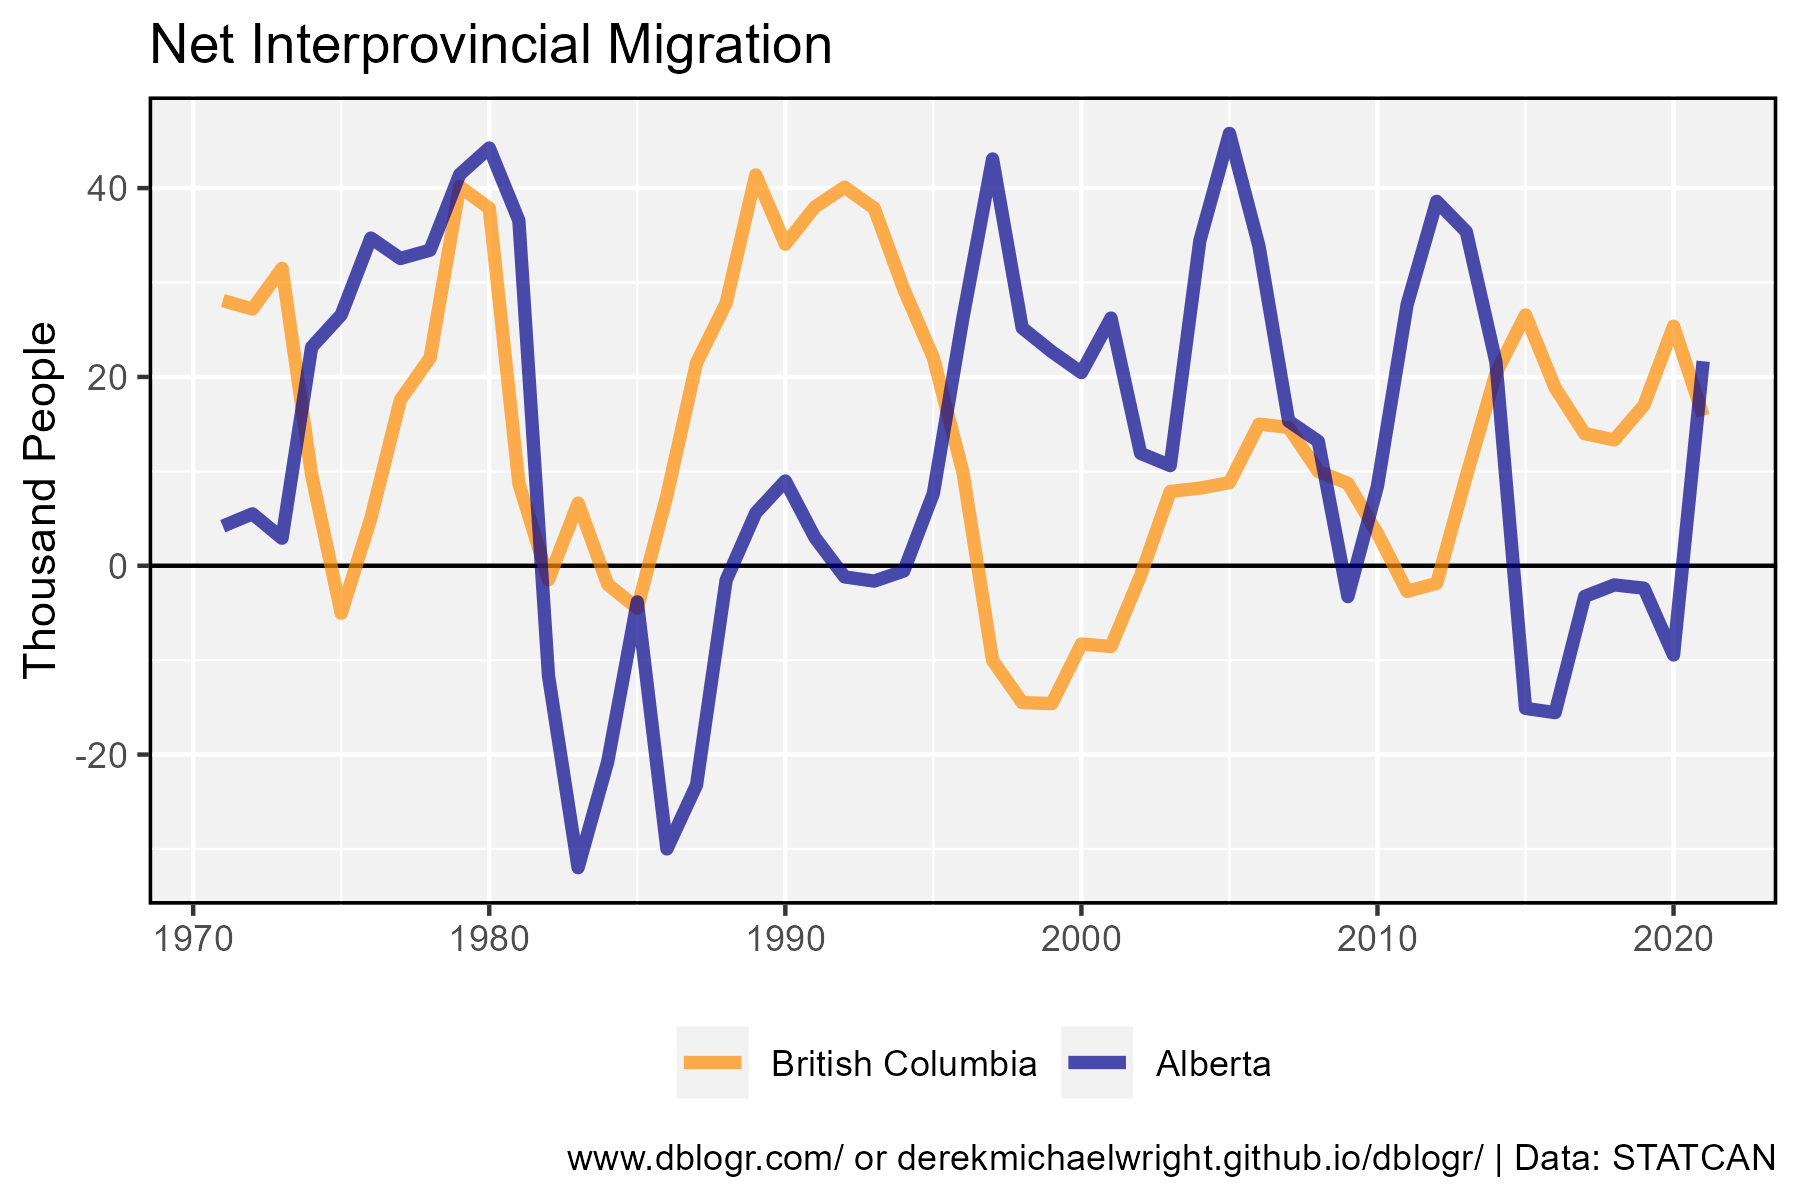 Net Interprovincial Migration
Thousand People
40
20
0
-20
1970 1980 1990 2000 2010 2020
British Columbia Alberta
www.dblogr.com/ or derekmichaelwright.github.io/dblogr/ | Data: STATCAN